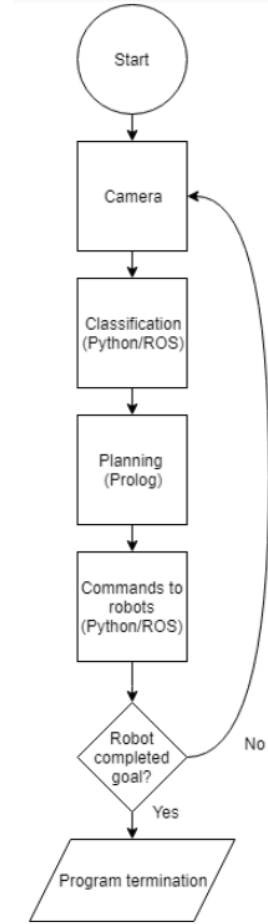 Start
Camera
Classification
(Python/ROS)
Planning
(Prolog)
Commands to
robots
(Python/ROS)
Robot
completed
goal?
No
Yes
Program termination